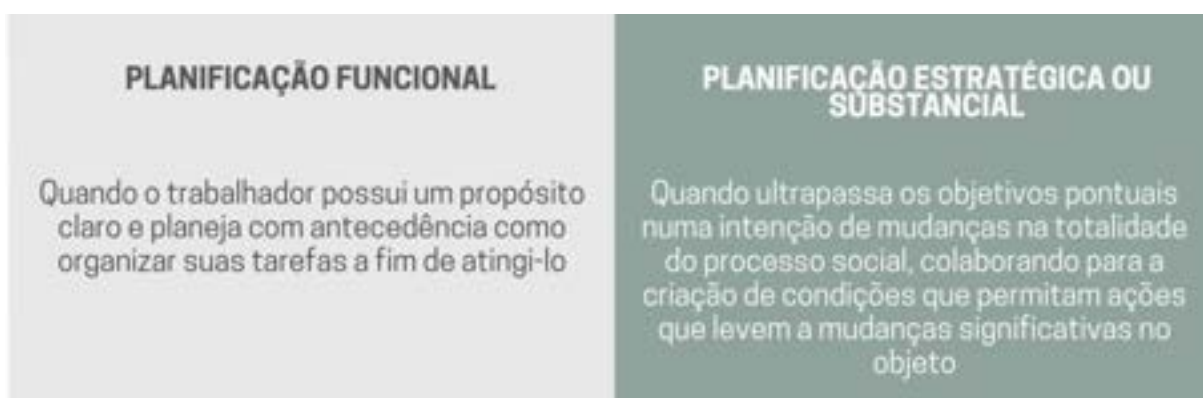 PLANIFICAÇÃO FUNCIONAL
Quando o trabalhador possui um propósito
claro e planeja com antecedência como
organizar suas tarefas a fim de atingi-lo
PLANIFICAÇÃO ESTRATÉGICA OU
SUBSTANCIAL
Quando ultrapassa os objetivos pontuais
numa intenção de mudanças na totalidade
do processo social, colaborando para a
criação de condições que permitam ações
que levem a mudanças significativas no
objeto